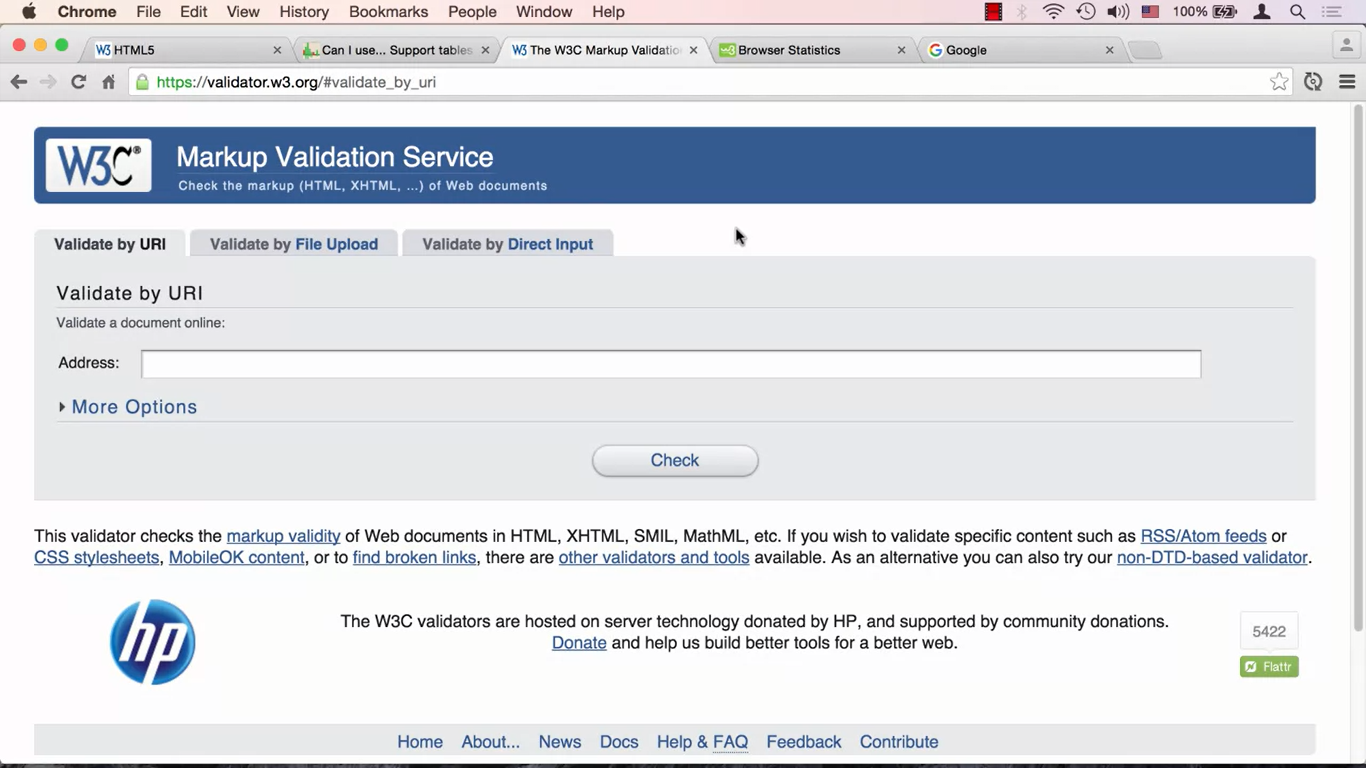 Chrome File Edit View History Bookmarks People Window Help 100%
W3 HTML5 Can I use... Support tables W3 The W3C Markup Validatio w3 Browser Statistics G Google
https://validator.w3.org/#validate_by_uri
W3C® Markup Validation Service
Check the markup (HTML, XHTML, ...) of Web documents
Validate by URI Validate by File Upload Validate by Direct Input
Validate by URI
Validate a document online:
Address:
More Options
Check
This validator checks the markup validity of Web documents in HTML, XHTML, SMIL, MathML, etc. If you wish to validate specific content such as RSS/Atom feeds or
CSS stylesheets, MobileOK content, or to find broken links, there are other validators and tools available. As an alternative you can also try our non-DTD-based validator.
hp
The W3C validators are hosted on server technology donated by HP, and supported by community donations.
Donate and help us build better tools for a better web.
5422
Flattr
Home About... News Docs Help & FAQ Feedback Contribute